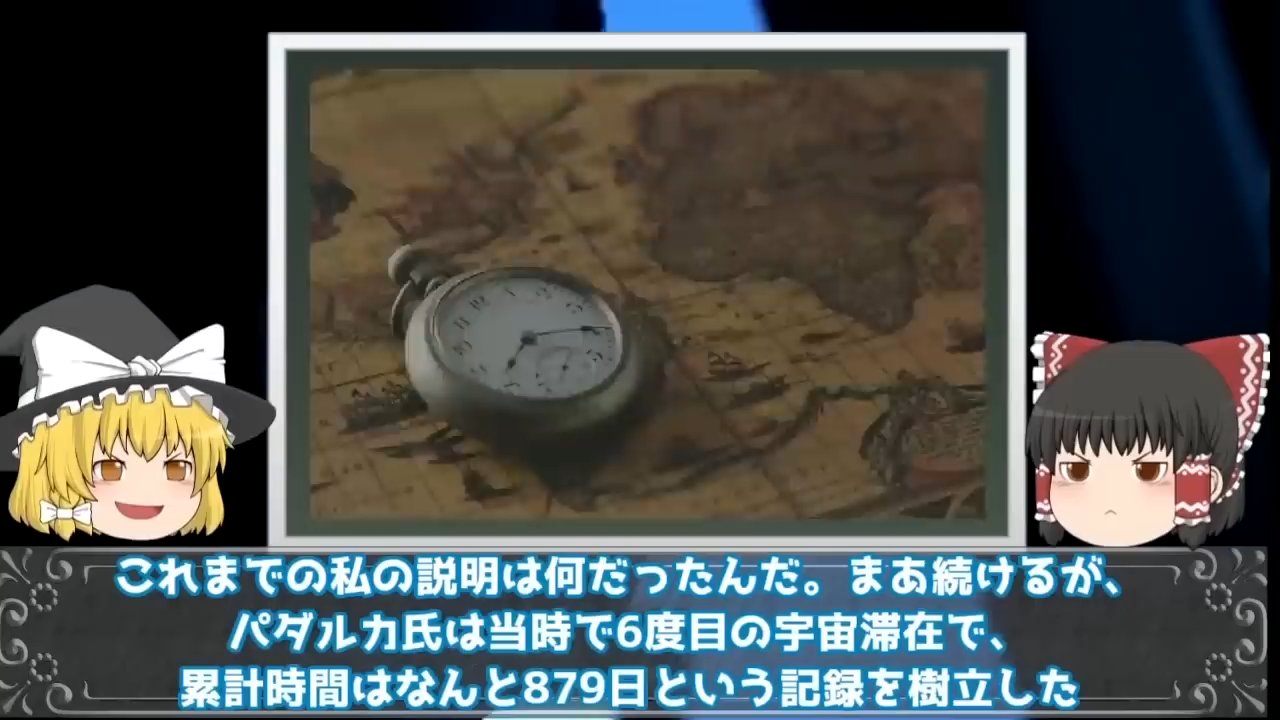 これまでの私の説明は何だったんだ。まあ続けるが、
パダルカ氏は当時で6度目の宇宙滞在で、
累計時間はなんと879日という記録を樹立した